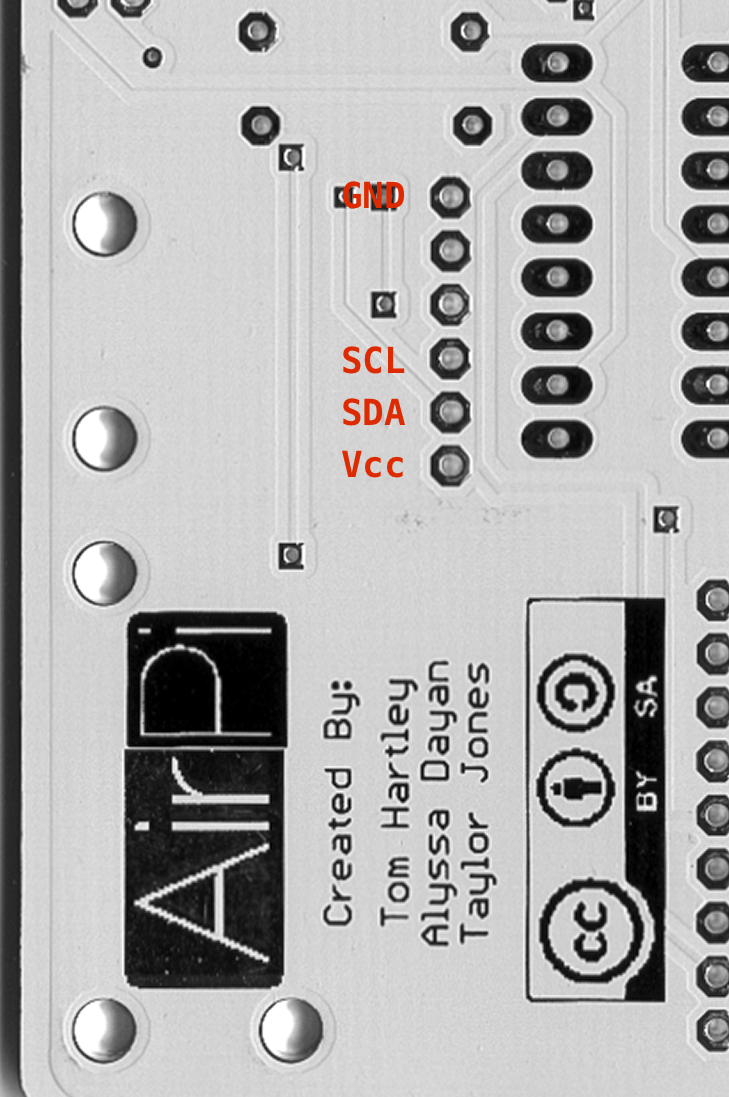 GND
SCL
SDA
Vcc
AirPi
Created By:
Tom Hartley
Alyssa Dayan
Taylor Jones
cc
BY SA